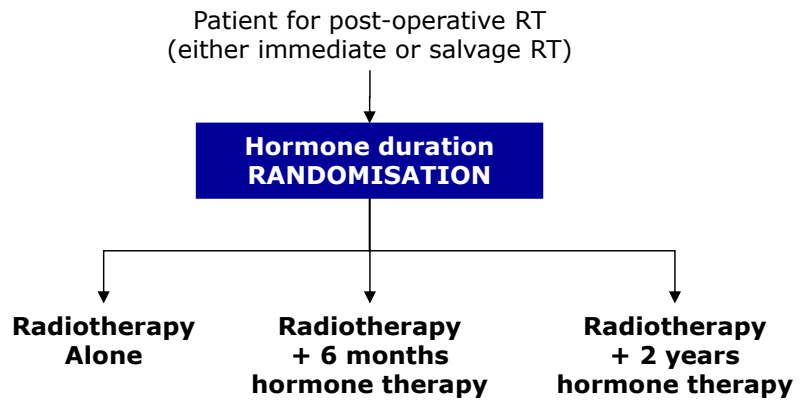 Patient for post-operative RT
(either immediate or salvage RT)
Hormone duration
RANDOMISATION
Radiotherapy
Alone
Radiotherapy
+ 6 months
hormone therapy
Radiotherapy
+ 2 years
hormone therapy